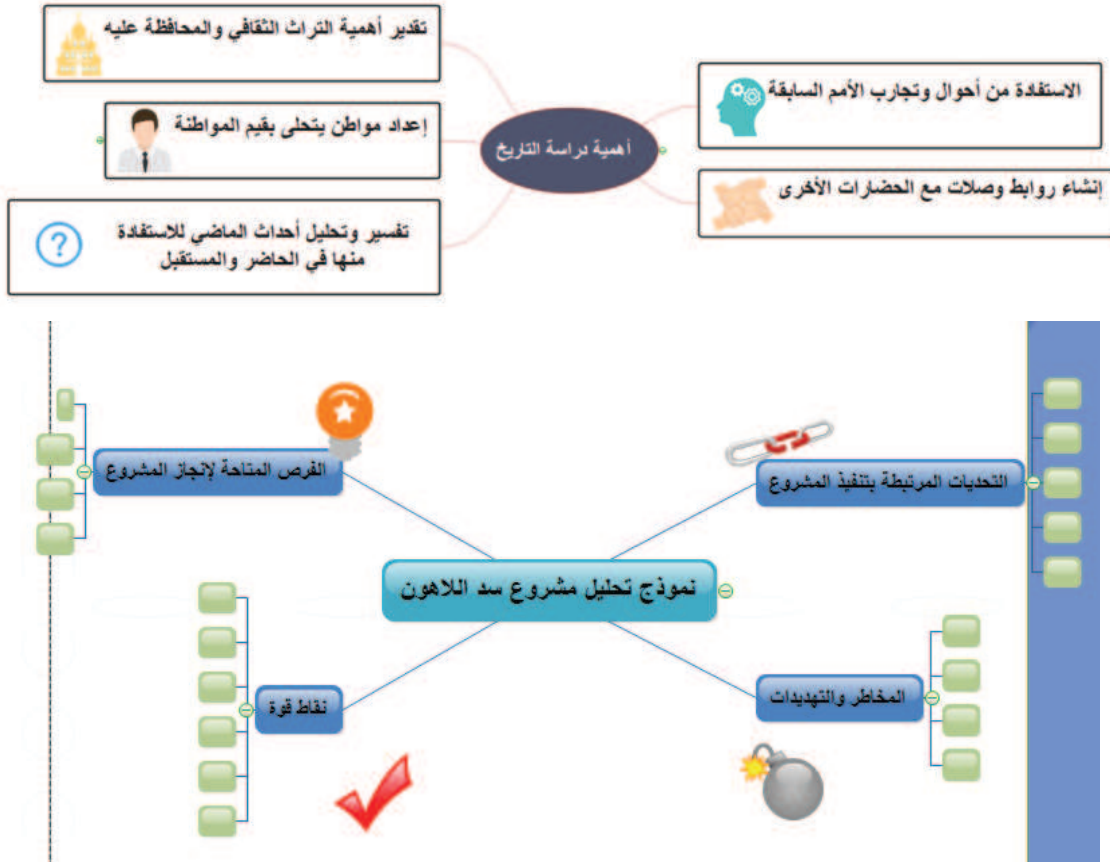 تقدير أهمية التراث الثقافي والمحافظة عليه
الاستفادة من أحوال وتجارب الأمم السابقة
إعداد مواطن يتحلى بقيم المواطنة
أهمية دراسة التاريخ
إنشاء روابط وصلات مع الحضارات الأخرى
تفسير وتحليل أحداث الماضي للاستفادة
منها في الحاضر والمستقبل
?
التحديات المرتبطة بتنفيذ المشروع
الفرص المتاحة لإنجاز المشروع
نموذج تحليل مشروع سد اللاهون
المخاطر والتهديدات
نقاط قوة